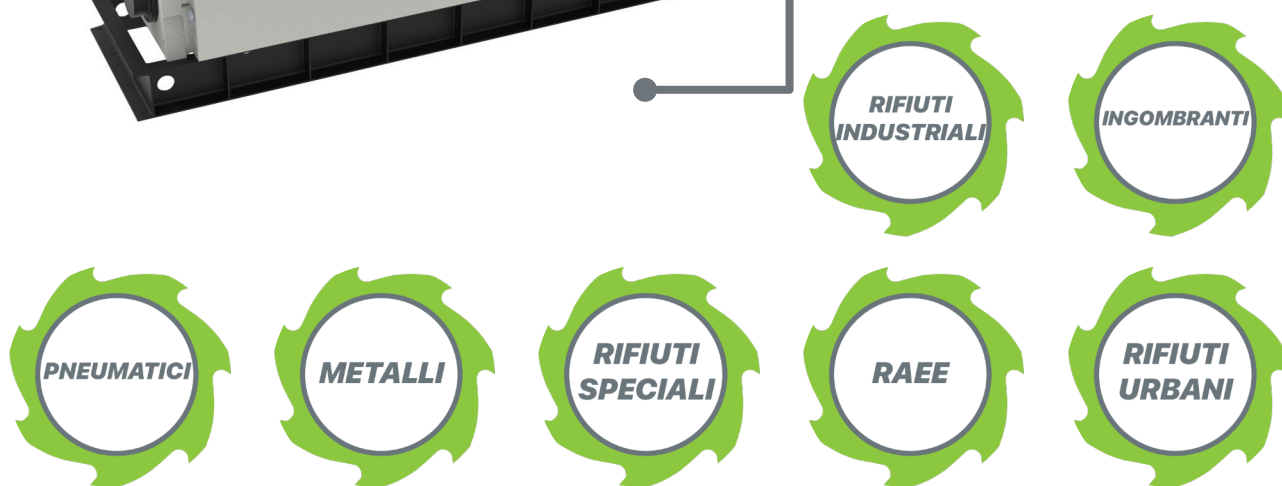 RIFIUTI
INDUSTRIALI
INGOMBRANTI
PNEUMATICI
METALLI
RIFIUTI
SPECIALI
RAEE
RIFIUTI
URBANI